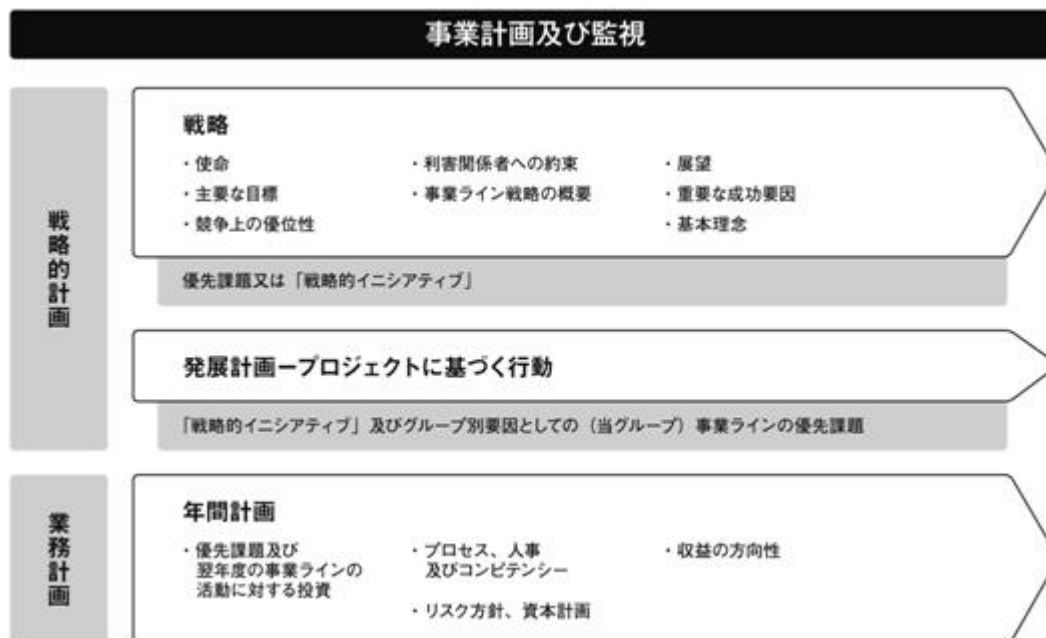 事業計画及び監視
戦略的計画
戦略
・使命
・主要な目標
・競争上の優位性
・利害関係者への約束
・事業ライン戦略の概要
・展望
・重要な成功要因
・基本理念
優先課題又は「戦略的イニシアティブ」
発展計画ープロジェクトに基づく行動
「戦略的イニシアティブ」及びグループ別要因としての（当グループ）事業ラインの優先課題
業務計画
年間計画
・優先課題及び
翌年度の事業ラインの
活動に対する投資
・プロセス、人事
及びコンピテンシー
・リスク方針、資本計画
・収益の方向性